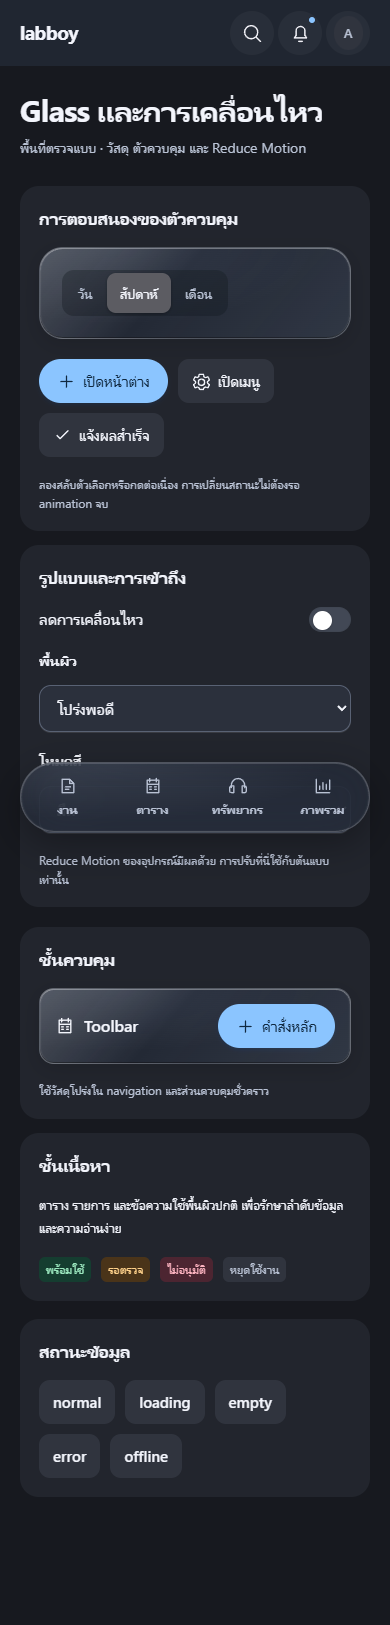 labboy
A
Glass และการเคลื่อนไหว
พื้นที่ตรวจแบบ · วัสดุ ตัวควบคุม และ Reduce Motion
การตอบสนองของตัวควบคุม
วัน สัปดาห์ เดือน
เปิดหน้าต่าง เปิดเมนู
แจ้งผลสำเร็จ
ลองสลับตัวเลือกหรือกดต่อเนื่อง การเปลี่ยนสถานะไม่ต้องรอ
animation จบ
รูปแบบและการเข้าถึง
ลดการเคลื่อนไหว
พื้นผิว
โปร่งพอดี
โหมดสี
งาน ตาราง ทรัพยากร ภาพรวม
Reduce Motion ของอุปกรณ์มีผลด้วย การปรับที่นี่ใช้กับต้นแบบ
เท่านั้น
ชั้นควบคุม
Toolbar คำสั่งหลัก
ใช้วัสดุโปร่งใน navigation และส่วนควบคุมชั่วคราว
ชั้นเนื้อหา
ตาราง รายการ และข้อความใช้พื้นผิวปกติ เพื่อรักษาลำดับข้อมูล
และความอ่านง่าย
พร้อมใช้ รอตรวจ ไม่อนุมัติ หยุดใช้งาน
สถานะข้อมูล
normal loading empty
error offline